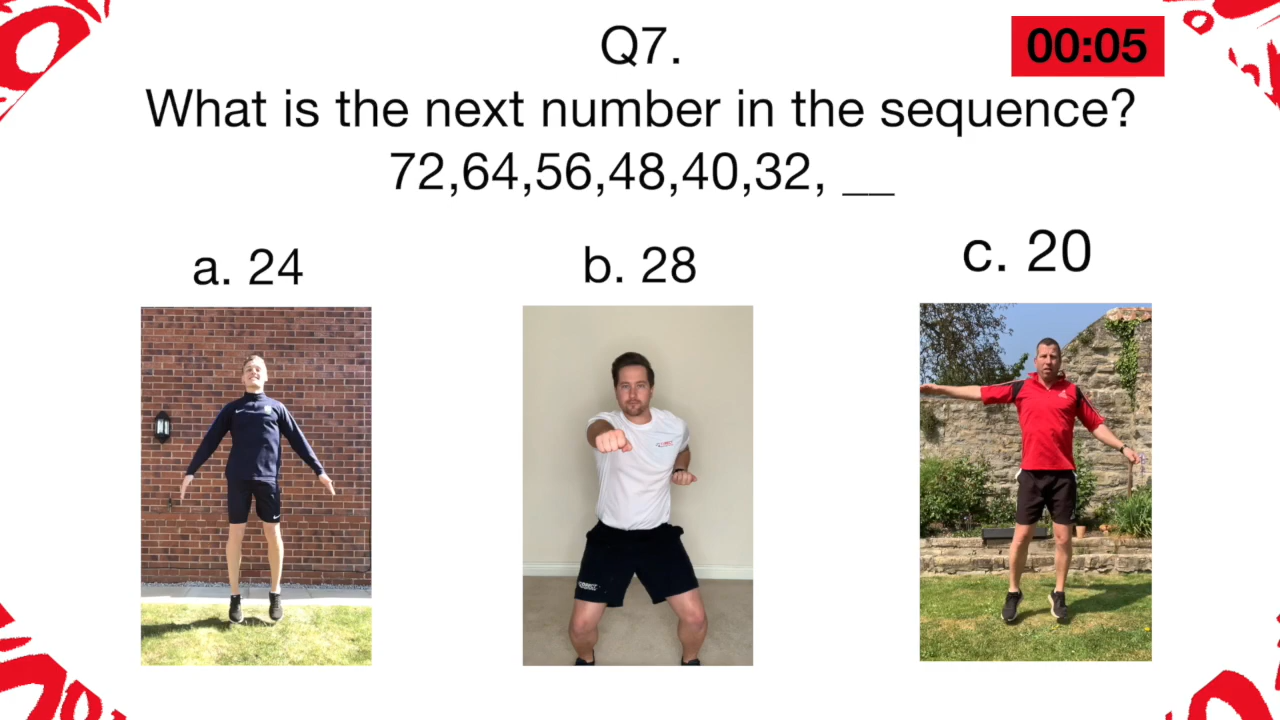 Q7.
00:05
What is the next number in the sequence?
72,64,56,48,40,32, __
a. 24
b. 28
c. 20